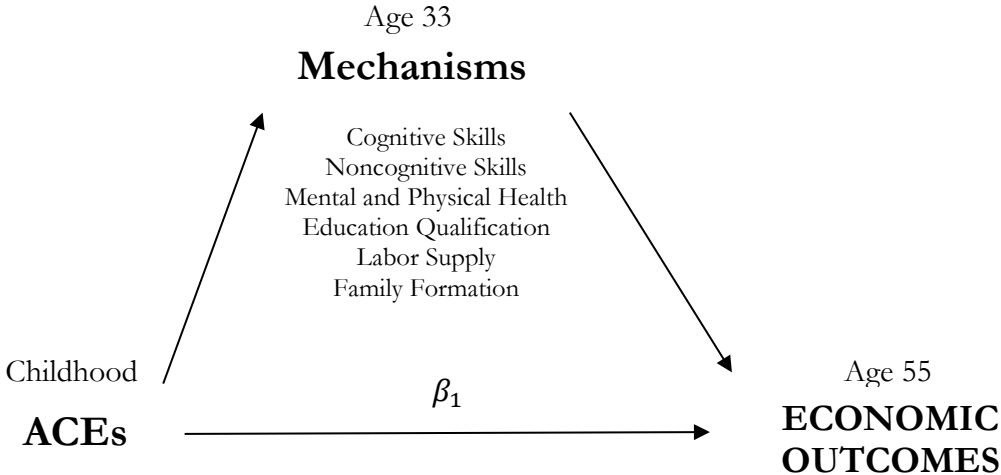 Age 33
Mechanisms
Cognitive Skills
Noncognitive Skills
Mental and Physical Health
Education Qualification
Labor Supply
Family Formation
Childhood
ACEs
β₁
Age 55
ECONOMIC
OUTCOMES